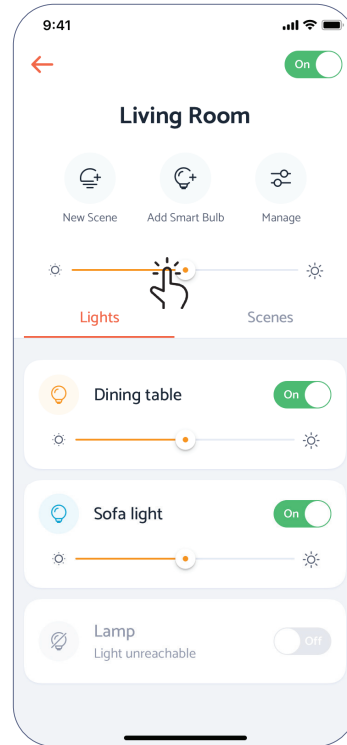 9:41
On
Living Room
New Scene Add Smart Bulb Manage
Lights Scenes
Dining table On
Sofa light On
Lamp
Off
Light unreachable